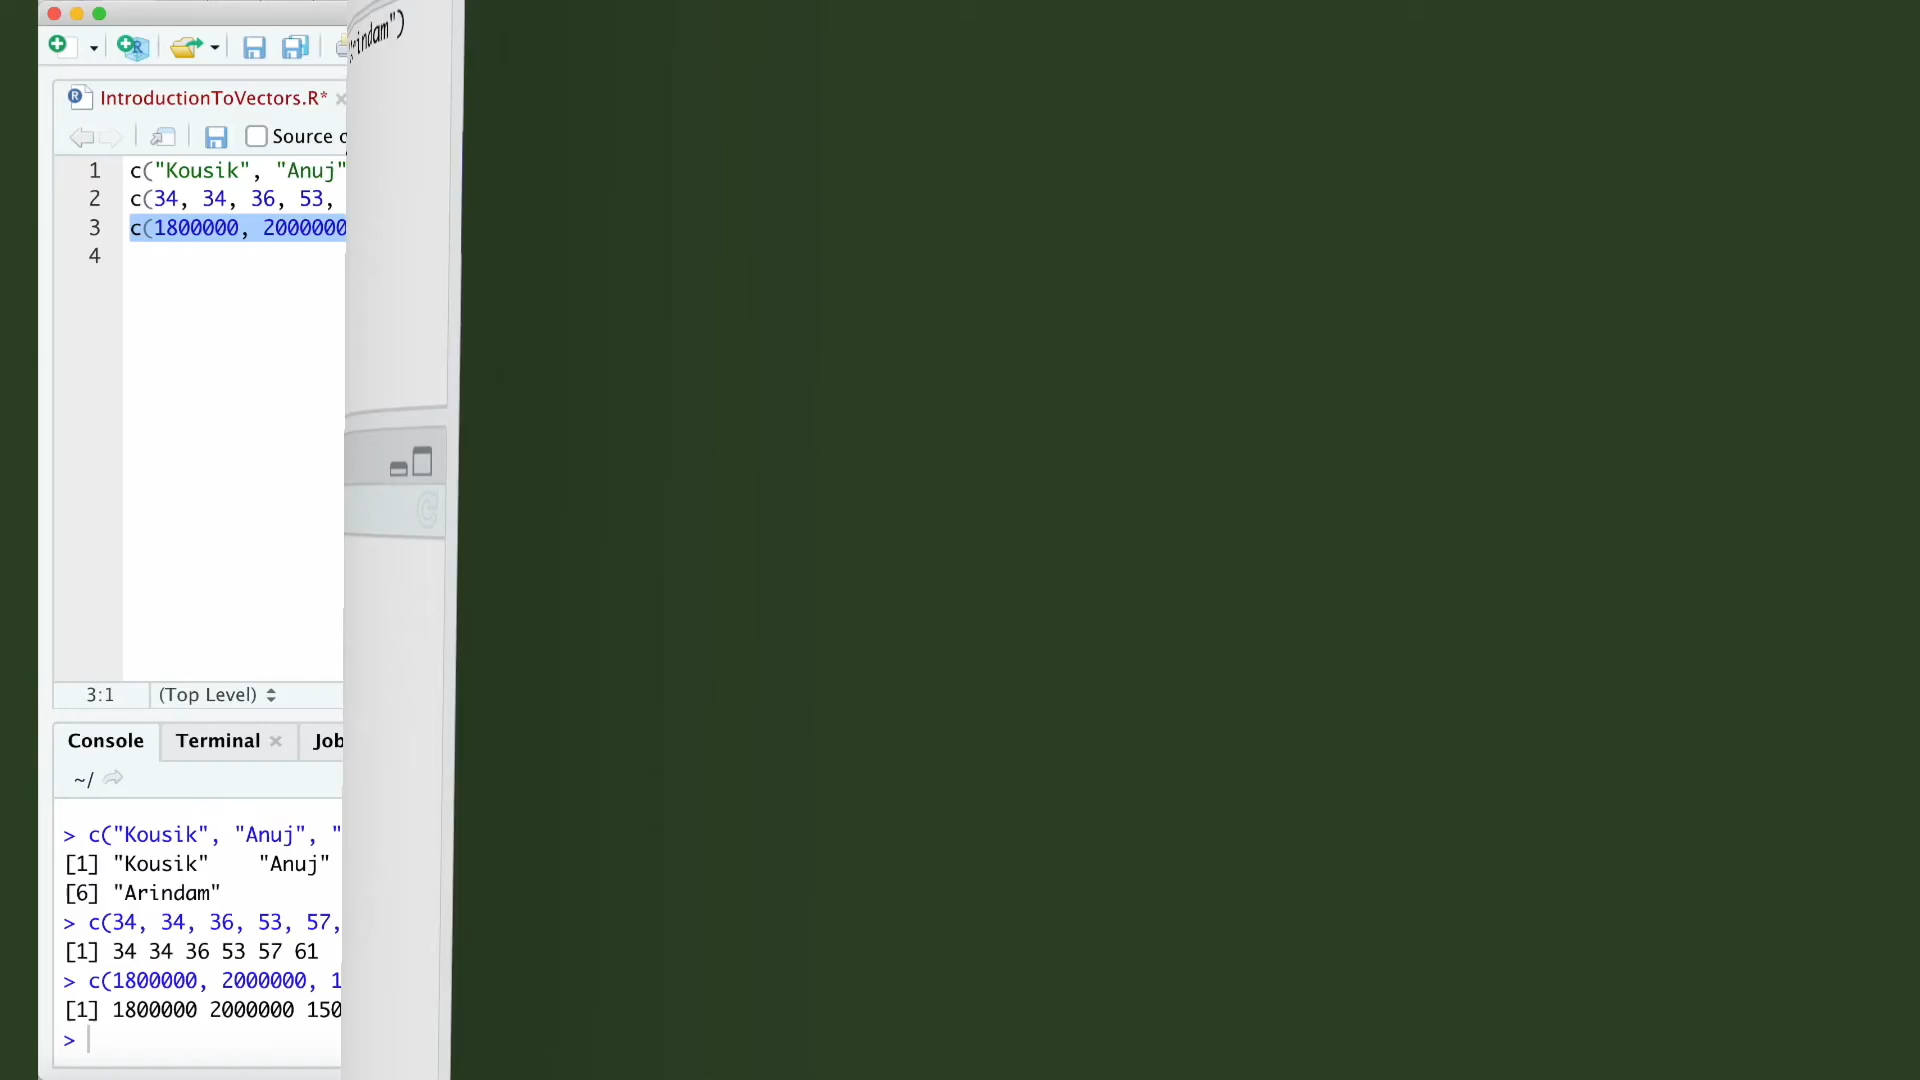 IntroductionToVectors.R*
Source
1 c("Kousik", "Anuj"
2 c(34, 34, 36, 53,
3 c(1800000, 2000000
4
3:1 (Top Level)
Console Terminal Job
~/
> c("Kousik", "Anuj", "
[1] "Kousik" "Anuj"
[6] "Arindam"
> c(34, 34, 36, 53, 57,
[1] 34 34 36 53 57 61
> c(1800000, 2000000, 1
[1] 1800000 2000000 150
>